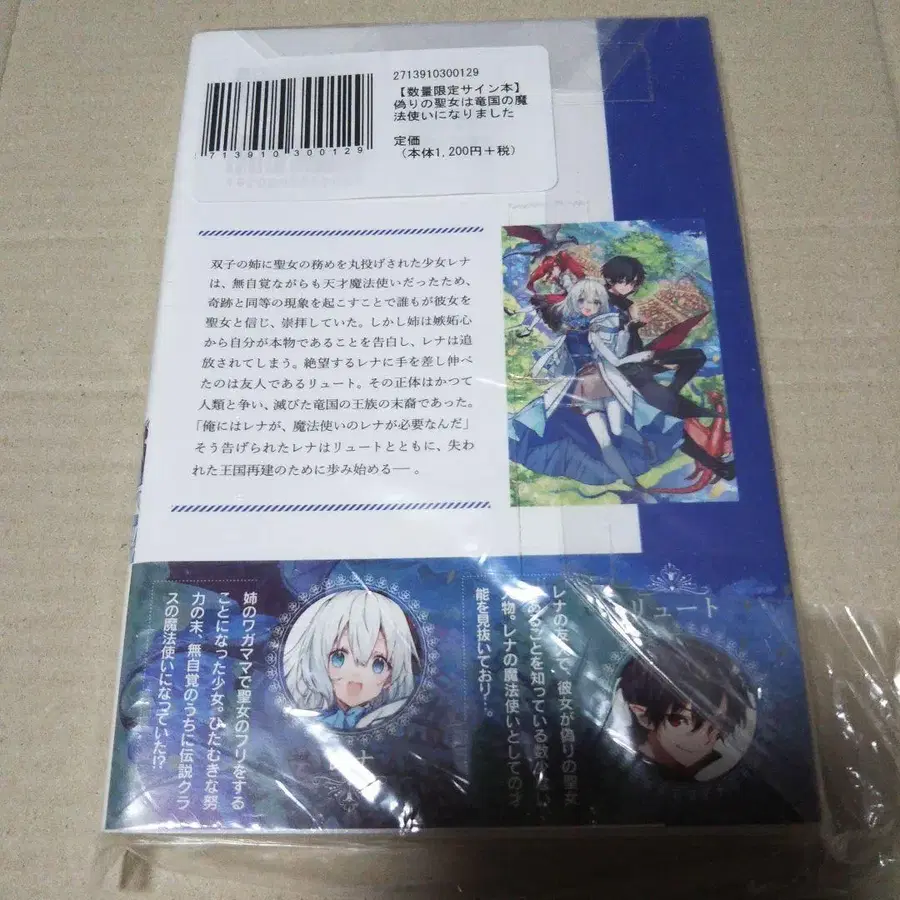 2713910300129
【数量限定サイン本】
偽りの聖女は竜国の魔
法使いになりました
定価
(本体1,200円+税)
713910 300129
双子の姉に聖女の務めを丸投げされた少女レナ
は、無自覚ながらも天才魔法使いだったため、
奇跡と同等の現象を起こすことで誰もが彼女を
聖女と信じ、崇拝していた。しかし姉は嫉妬心
から自分が本物であることを告白し、レナは追
放されてしまう。絶望するレナに手を差し伸べ
たのは友人であるリュート。その正体はかつて
人類と争い、滅びた竜国の王族の末裔であった。
「俺にはレナが、魔法使いのレナが必要なんだ」
そう告げられたレナはリュートとともに、失わ
れた王国再建のために歩み始める──。
リュート
レナの友人で、彼女が偽りの聖女
であることを知っている数少ない人
物。レナの魔法使いとしてのオ
能を見抜いており…。
ナ
姉のワガママで聖女のフリをする
ことになった少女。ひたむきな努
力の末、無自覚のうちに伝説クラ
スの魔法使いになっていた!?